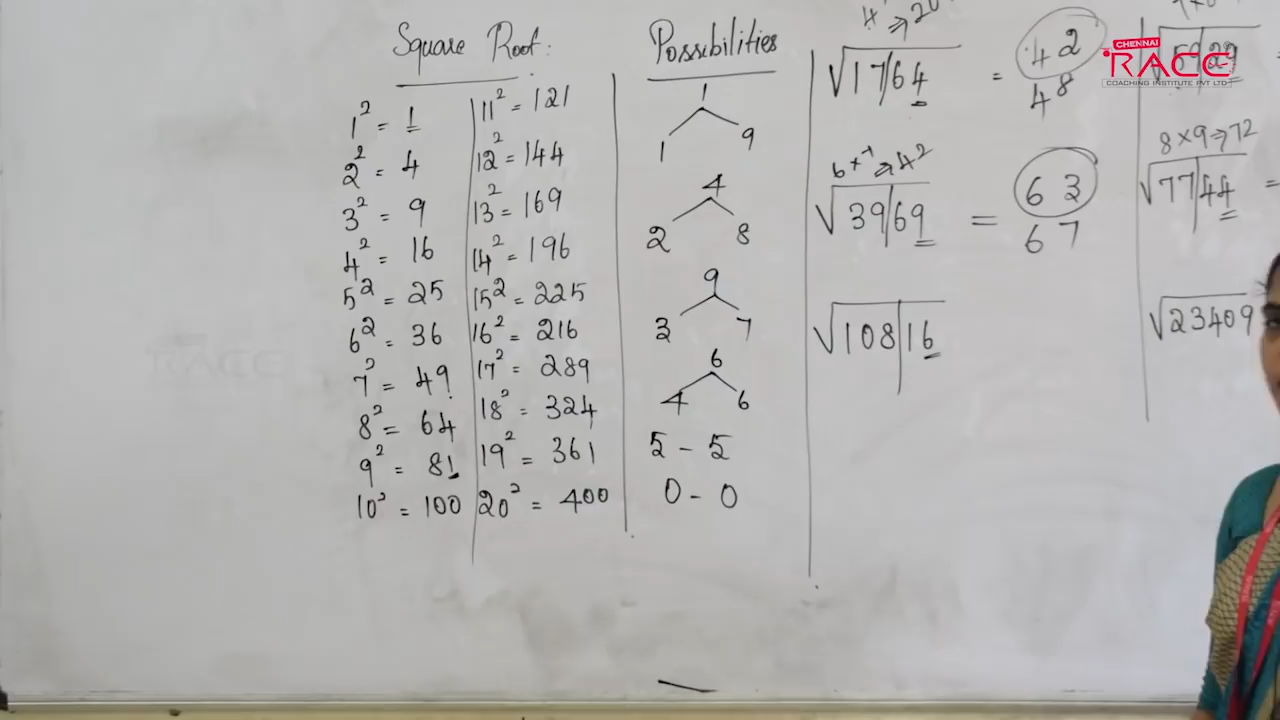 Square Root:
1² = 1
2² = 4
3² = 9
4² = 16
5² = 25
6² = 36
7² = 49
8² = 64
9² = 81
10² = 100
11² = 121
12² = 144
13² = 169
14² = 196
15² = 225
16² = 216
17² = 289
18² = 324
19² = 361
20² = 400
Possibilities
1
1 9
4
2 8
9
3 7
6
4 6
5 - 5
0 - 0
√17/64 = 42
48
√39|69 = 63
67
√108|16
√59|29
8×9⇒72
√77|44 =
√23409
CHENNAI
RACE
COACHING INSTITUTE PVT LTD